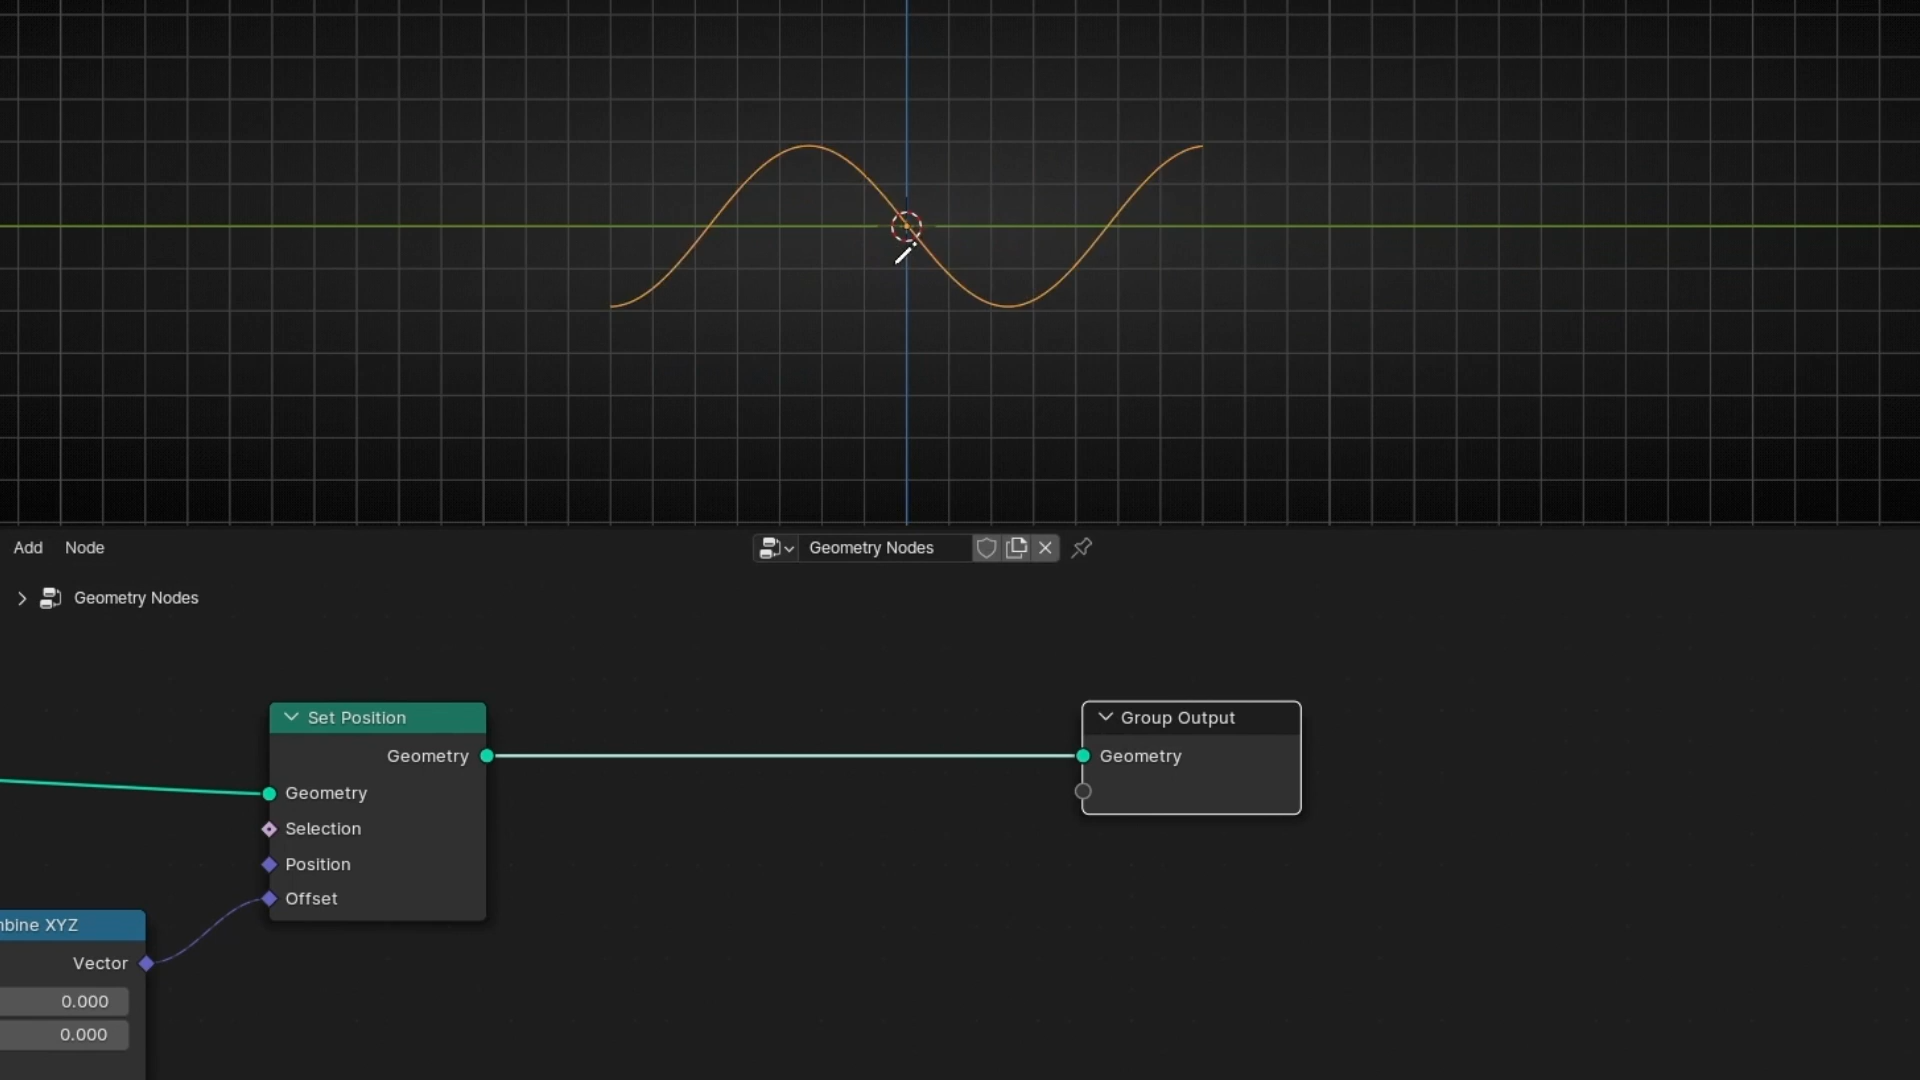 Add Node Geometry Nodes
Geometry Nodes
Set Position
Geometry
Geometry
Selection
Position
Offset
Group Output
Geometry
mbine XYZ
Vector
0.000
0.000